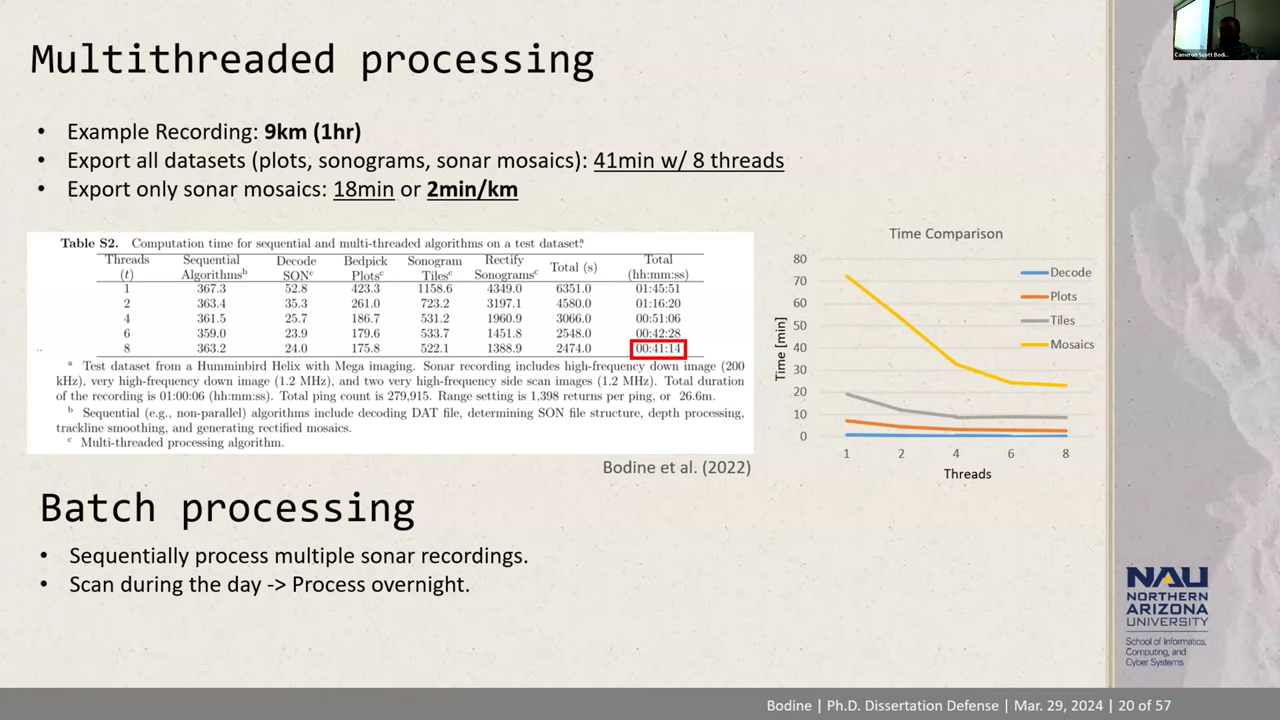 Multithreaded processing
• Example Recording: 9km (1hr)
• Export all datasets (plots, sonograms, sonar mosaics): 41min w/ 8 threads
• Export only sonar mosaics: 18min or 2min/km
Table S2. Computation time for sequential and multi-threaded algorithms on a test datasetᵃ
Threads Sequential Decode Bedpick Sonogram Rectify Total (s) Total
(t) Algorithmsᵇ SONᶜ Plotsᶜ Tilesᶜ Sonogramsᶜ (hh:mm:ss)
1 367.3 52.8 423.3 1158.6 4349.0 6351.0 01:45:51
2 363.4 35.3 261.0 723.2 3197.1 4580.0 01:16:20
4 361.5 25.7 186.7 531.2 1960.9 3066.0 00:51:06
6 359.0 23.9 179.6 533.7 1451.8 2548.0 00:42:28
8 363.2 24.0 175.8 522.1 1388.9 2474.0 00:41:14
ᵃ Test dataset from a Humminbird Helix with Mega imaging. Sonar recording includes high-frequency down image (200
kHz), very high-frequency down image (1.2 MHz), and two very high-frequency side scan images (1.2 MHz). Total duration
of the recording is 01:00:06 (hh:mm:ss). Total ping count is 279,915. Range setting is 1,398 returns per ping, or 26.6m.
ᵇ Sequential (e.g., non-parallel) algorithms include decoding DAT file, determining SON file structure, depth processing,
trackline smoothing, and generating rectified mosaics.
ᶜ Multi-threaded processing algorithm.
Bodine et al. (2022)
Time Comparison
Time [min]
80
70
60
50
40
30
20
10
0
1 2 4 6 8
Threads
Decode
Plots
Tiles
Mosaics
Batch processing
• Sequentially process multiple sonar recordings.
• Scan during the day -> Process overnight.
Cameron Scott Bodi...
NAU
NORTHERN
ARIZONA
UNIVERSITY
School of Informatics,
Computing, and
Cyber Systems
Bodine | Ph.D. Dissertation Defense | Mar. 29, 2024 | 20 of 57